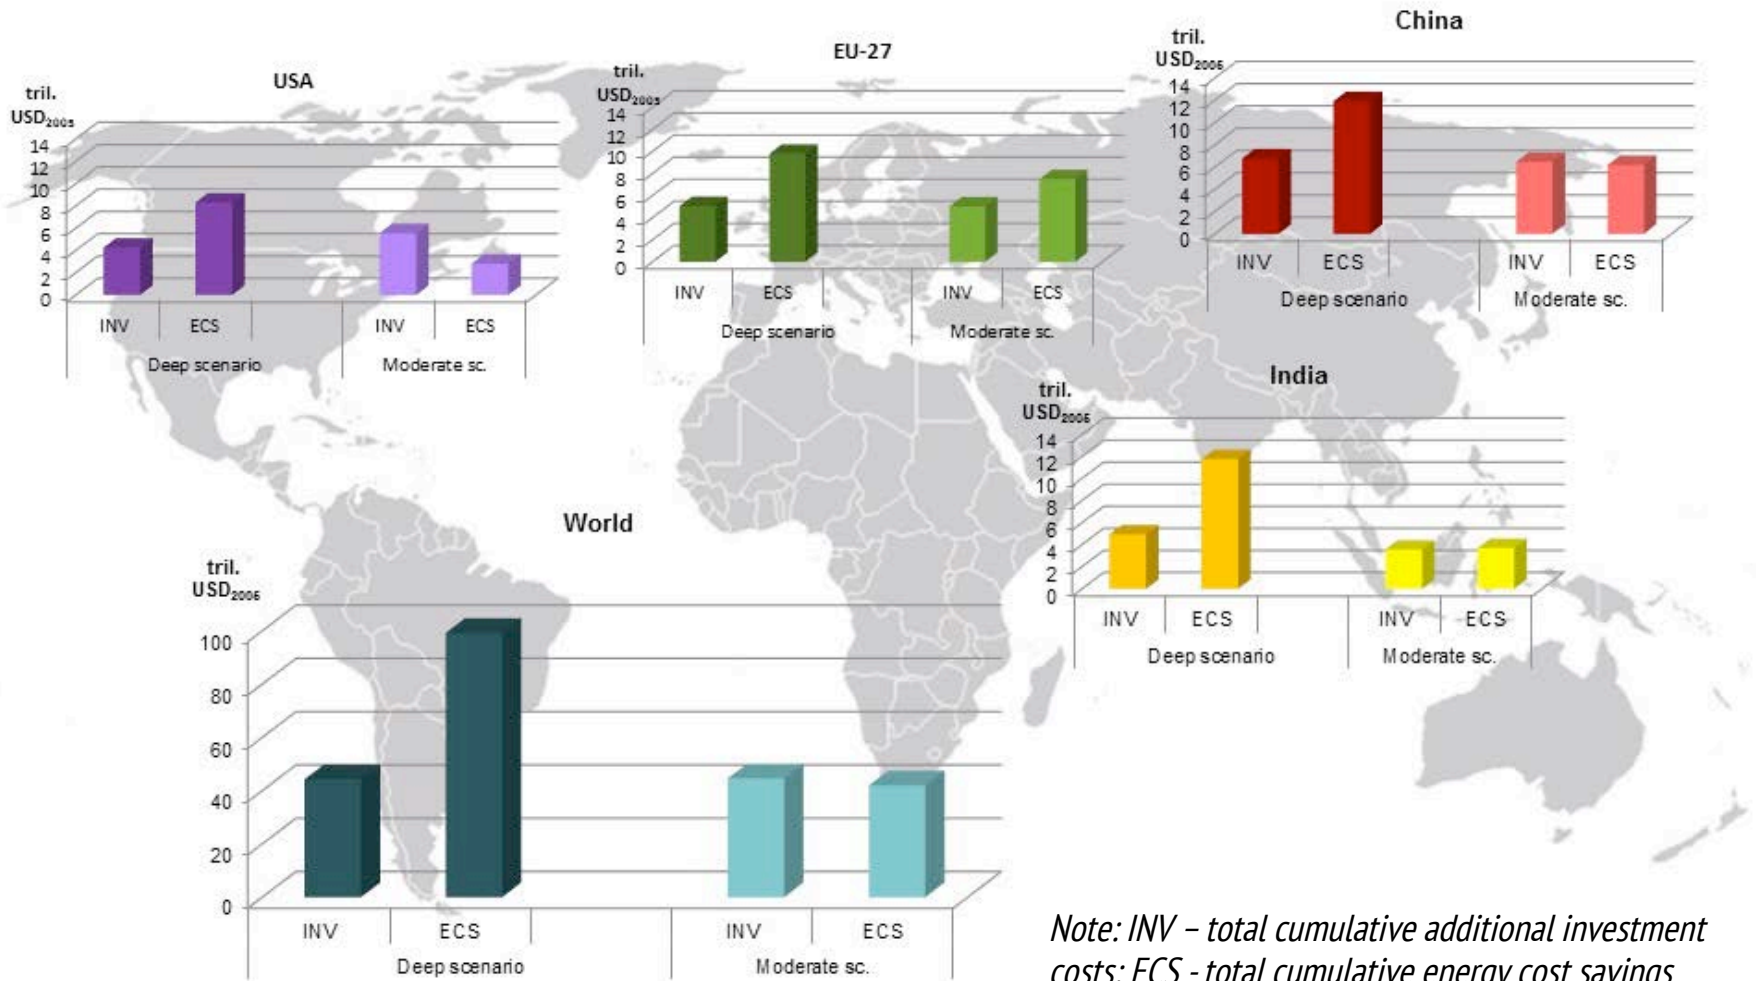 USA
tril.
USD2005
14
12
10
8
6
4
2
0
INV ECS INV ECS
Deep scenario Moderate sc.
EU-27
tril.
USD2005
14
12
10
8
6
4
2
0
INV ECS INV ECS
Deep scenario Moderate sc.
China
tril.
USD2005
14
12
10
8
6
4
2
0
INV ECS INV ECS
Deep scenario Moderate sc.
India
tril.
USD2005
14
12
10
8
6
4
2
0
INV ECS INV ECS
Deep scenario Moderate sc.
World
tril.
USD2005
100
80
60
40
20
0
INV ECS INV ECS
Deep scenario Moderate sc.
Note: INV – total cumulative additional investment
costs; ECS - total cumulative energy cost savings